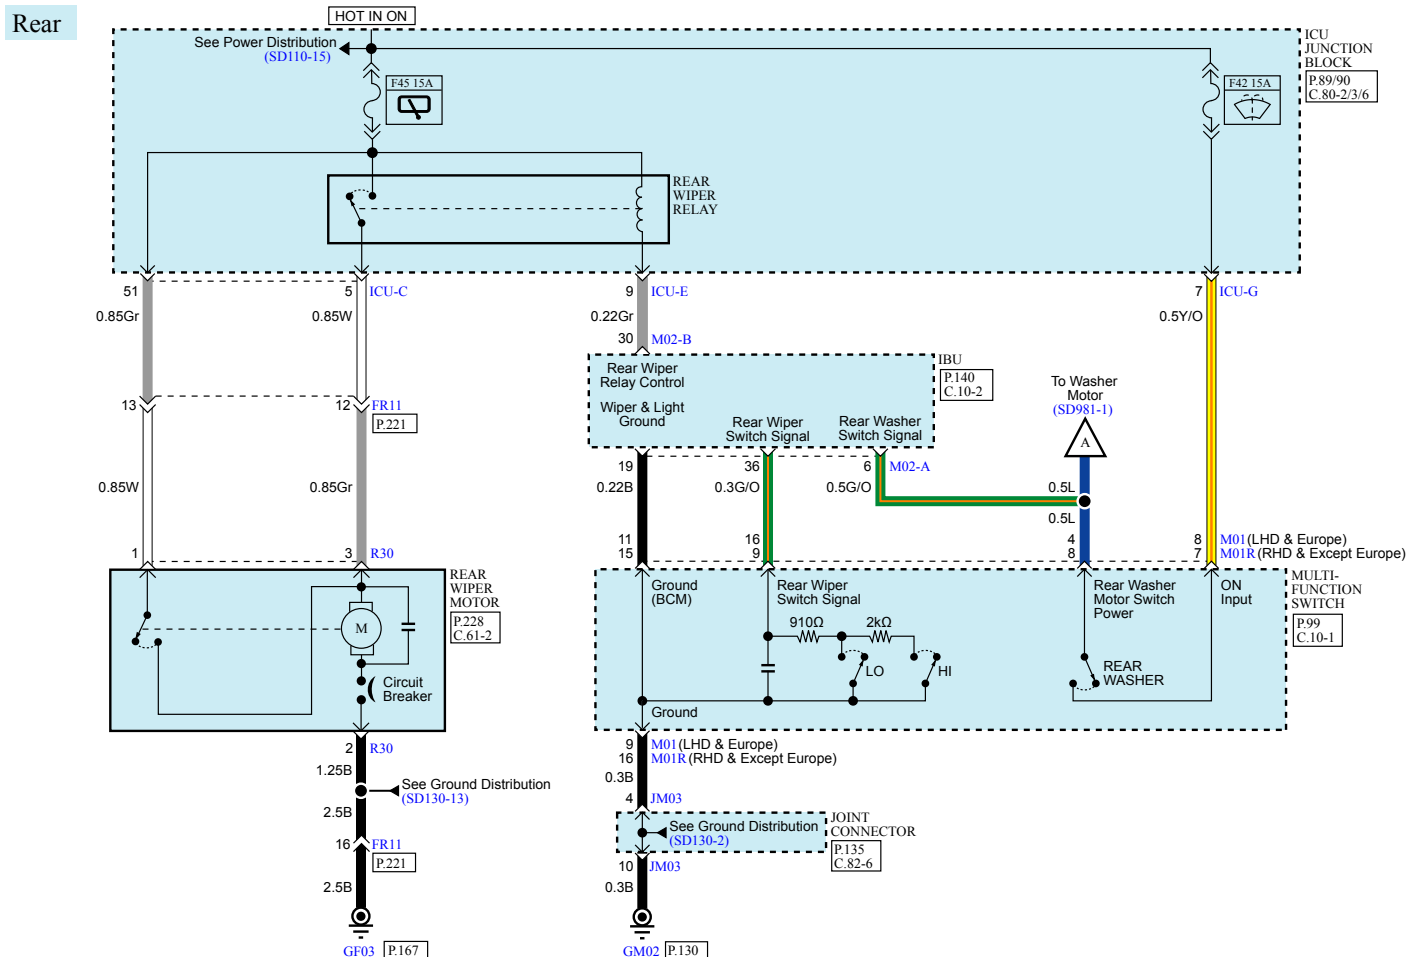 Rear
HOT IN ON
See Power Distribution
(SD110-15)
F45 15A
F42 15A
ICU
JUNCTION
BLOCK
P.89/90
C.80-2/3/6
REAR
WIPER
RELAY
51
5
ICU-C
9
ICU-E
7
ICU-G
0.85Gr
0.85W
0.22Gr
0.5Y/O
30
M02-B
Rear Wiper
Relay Control
Wiper & Light
Ground
Rear Wiper
Switch Signal
Rear Washer
Switch Signal
IBU
P.140
C.10-2
To Washer
Motor
(SD981-1)
A
13
12
FR11
P.221
19
36
6
M02-A
0.85W
0.85Gr
0.22B
0.3G/O
0.5G/O
0.5L
0.5L
11
16
4
8
M01(LHD & Europe)
15
9
8
7
M01R(RHD & Except Europe)
1
3
R30
REAR
WIPER
MOTOR
P.228
C.61-2
M
Circuit
Breaker
Ground
(BCM)
Rear Wiper
Switch Signal
910Ω
2kΩ
LO
HI
Rear Washer
Motor Switch
Power
ON
Input
REAR
WASHER
Ground
MULTI-
FUNCTION
SWITCH
P.99
C.10-1
2
R30
1.25B
See Ground Distribution
(SD130-13)
2.5B
16
FR11
P.221
2.5B
GF03
P.167
9
M01(LHD & Europe)
16
M01R(RHD & Except Europe)
0.3B
4
JM03
See Ground Distribution
(SD130-2)
JOINT
CONNECTOR
P.135
C.82-6
10
JM03
0.3B
GM02
P.130